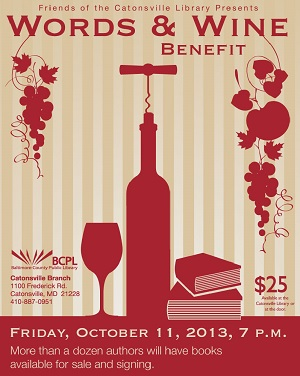 Friends of the Catonsville Library Presents
WORDS & WINE
BENEFIT
BCPL
Baltimore County Public Library
Catonsville Branch
1100 Frederick Rd.
Catonsville, MD 21228
410-887-0951
$25
Available at the
Catonsville Library or
at the door.
FRIDAY, OCTOBER 11, 2013, 7 P.M.
More than a dozen authors will have books
available for sale and signing.